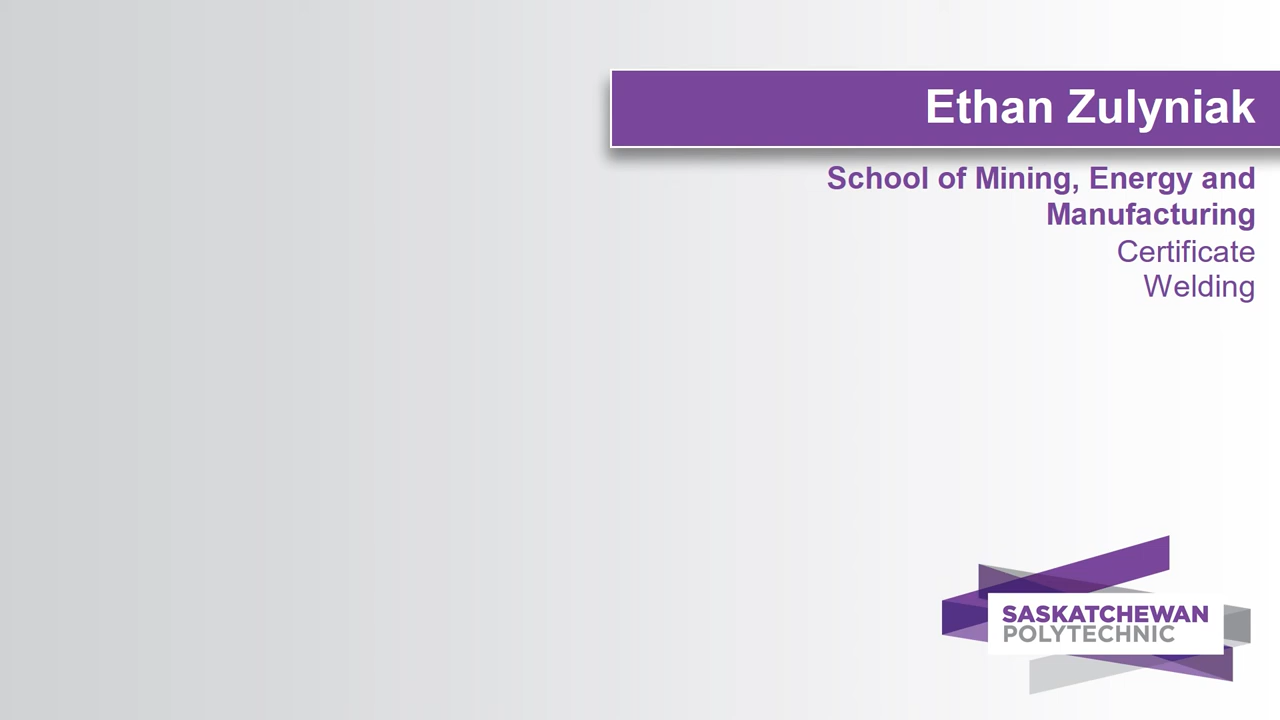 Ethan Zulyniak
School of Mining, Energy and
Manufacturing
Certificate
Welding
SASKATCHEWAN
POLYTECHNIC